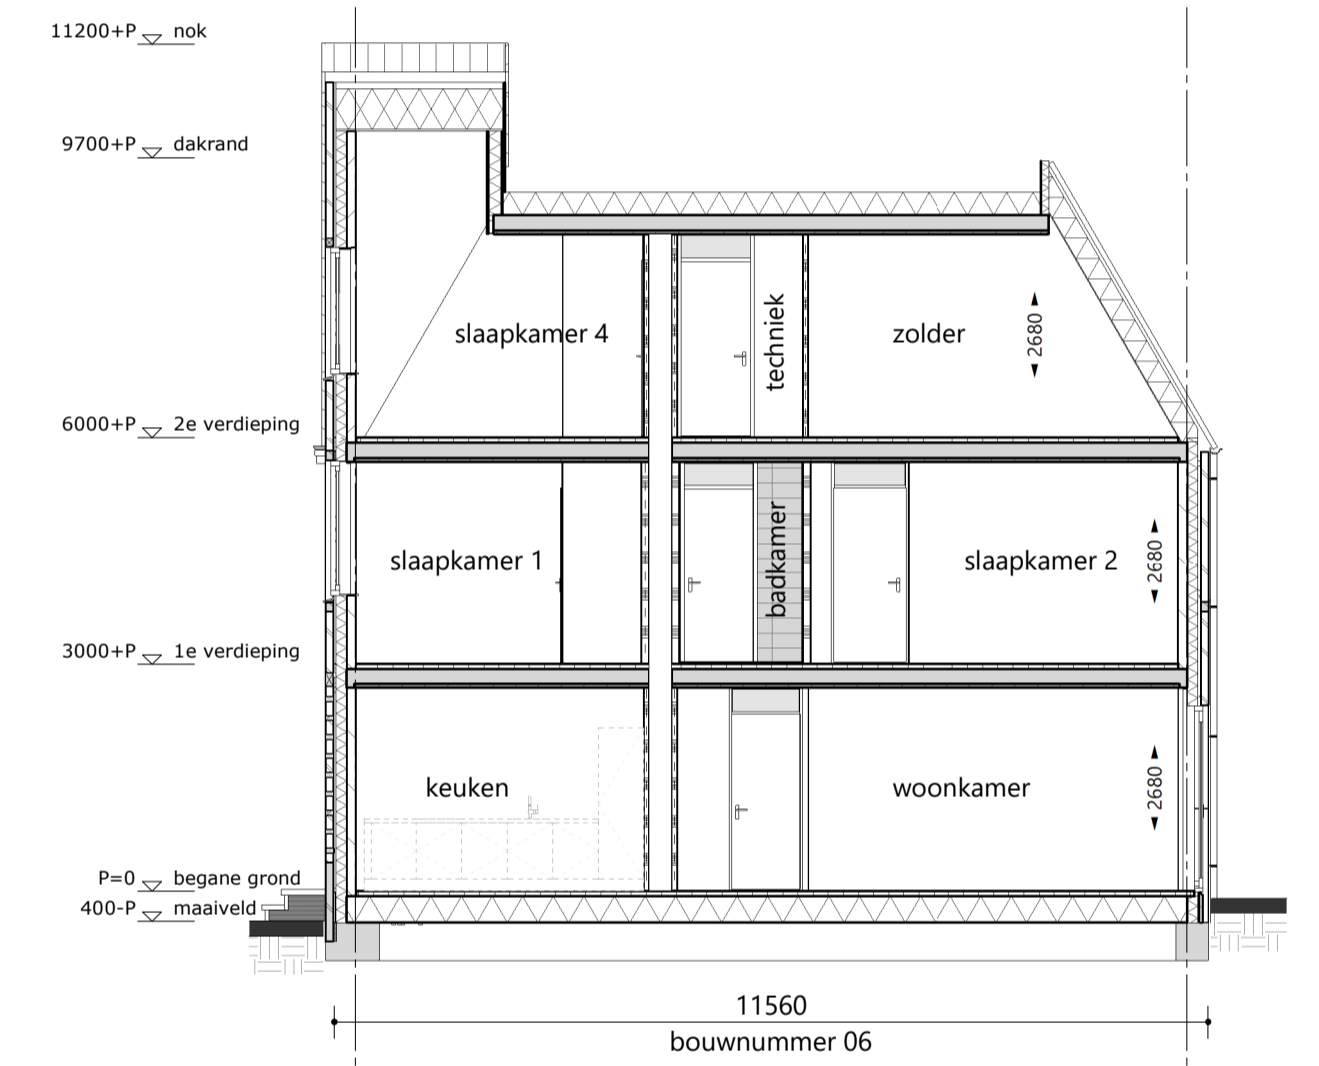 11200+P nok
9700+P dakrand
slaapkamer 4
techniek
zolder
2680
6000+P 2e verdieping
slaapkamer 1
badkamer
slaapkamer 2
2680
3000+P 1e verdieping
keuken
woonkamer
2680
P=0 begane grond
400-P maaiveld
11560
bouwnummer 06